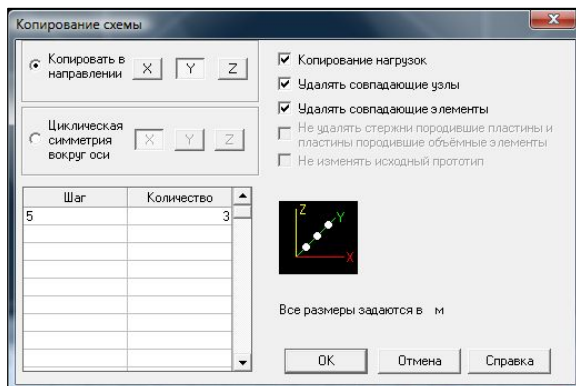 Копирование схемы
Копировать в
направлении
X Y Z
Циклическая
симметрия
вокруг оси
X Y Z
Шаг Количество
5 3
Копирование нагрузок
Удалять совпадающие узлы
Удалять совпадающие элементы
Не удалять стержни породившие пластины и
пластины породившие объёмные элементы
Не изменять исходный прототип
Z
Y
X
Все размеры задаются в м
OK Отмена Справка